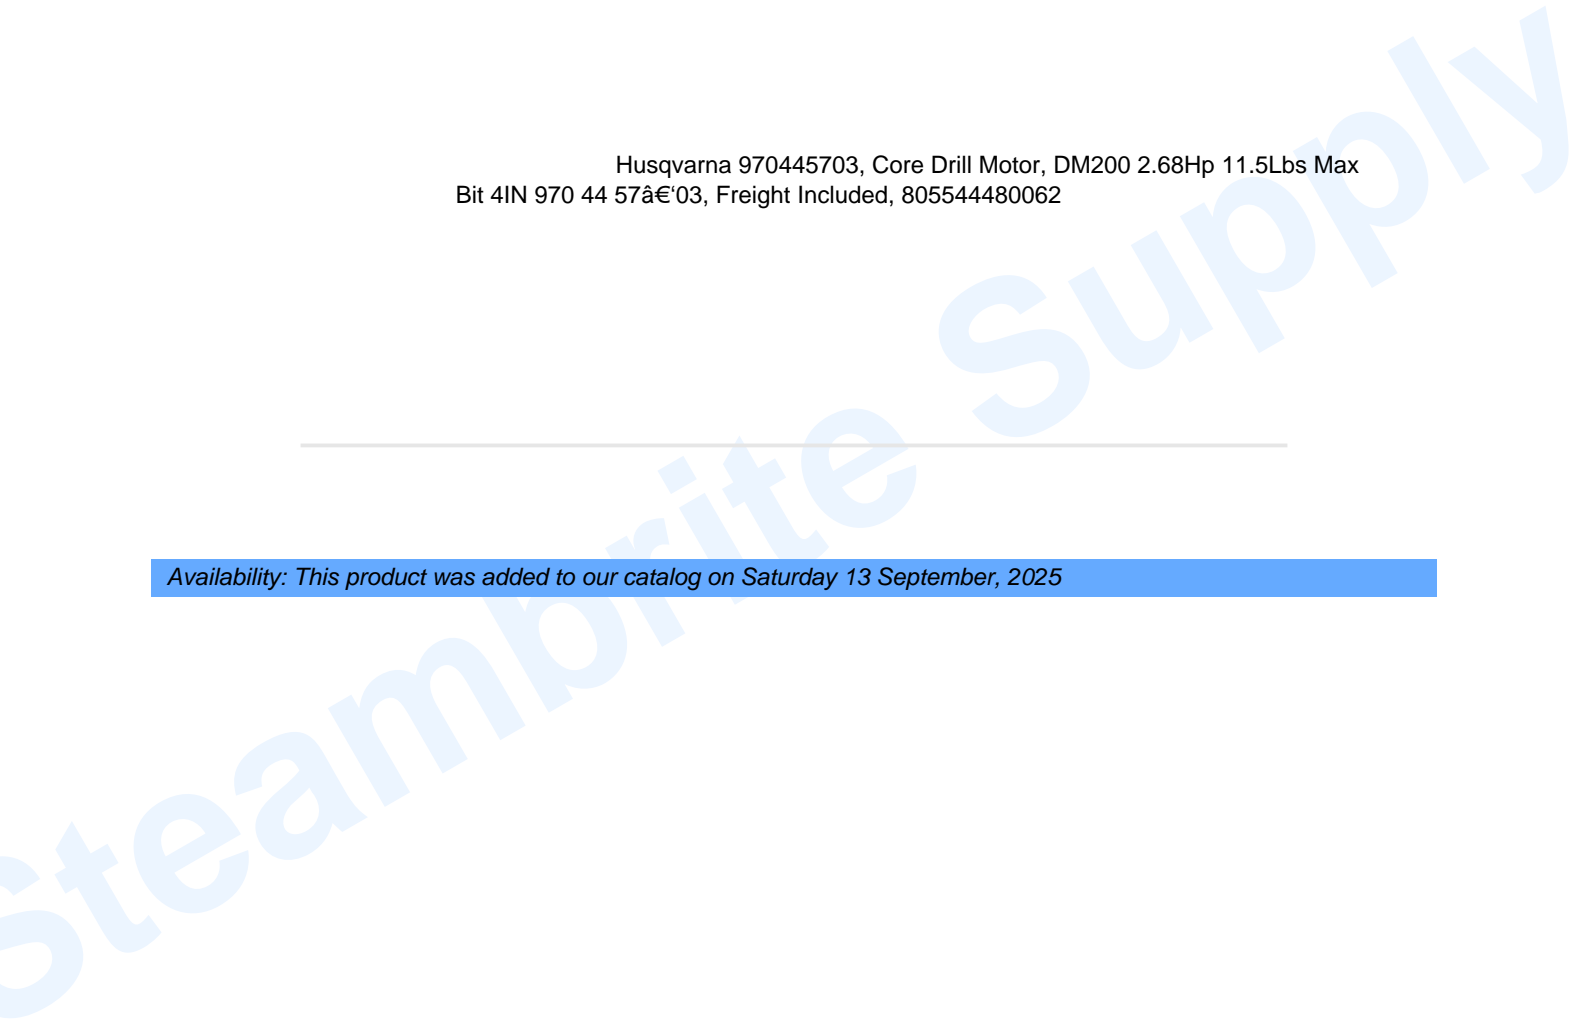 Husqvarna 970445703, Core Drill Motor, DM200 2.68Hp 11.5Lbs Max
Bit 4IN 970 44 57â€‘03, Freight Included, 805544480062
Availability: This product was added to our catalog on Saturday 13 September, 2025
Steambrite Supply